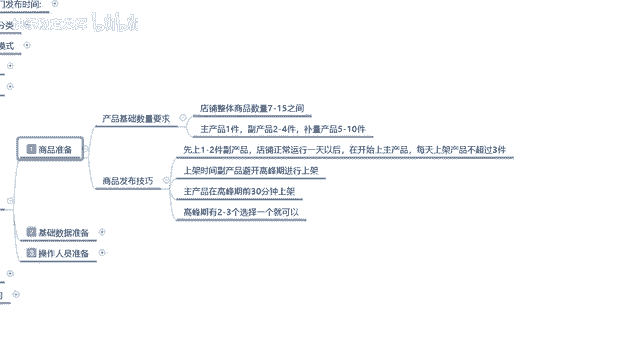 门发布时间:
分类
模式
产品基础数量要求
店铺整体商品数量7-15之间
主产品1件，副产品2-4件，补量产品5-10件
商品准备
先上1-2件副产品，店铺正常运行一天以后，在开始上主产品，每天上架产品不超过3件
商品发布技巧
上架时间副产品避开高峰期进行上架
主产品在高峰期前30分钟上架
高峰期有2-3个选择一个就可以
基础数据准备
操作人员准备